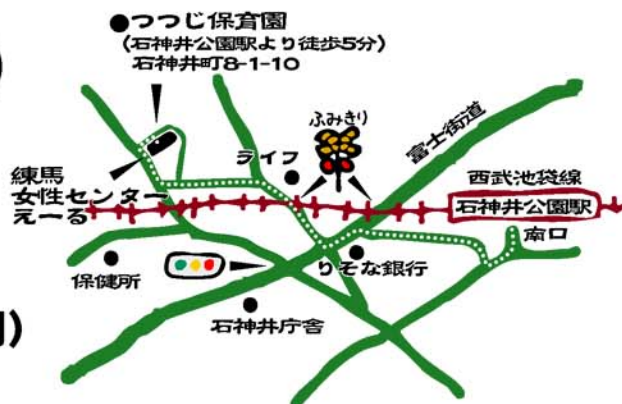 ●つつじ保育園
(石神井公園駅より徒歩5分)
石神井町8-1-10
ふみきり
富士街道
ライフ
練馬
女性センター
えーる
西武池袋線
石神井公園駅
南口
保健所
りそな銀行
石神井庁舎
)